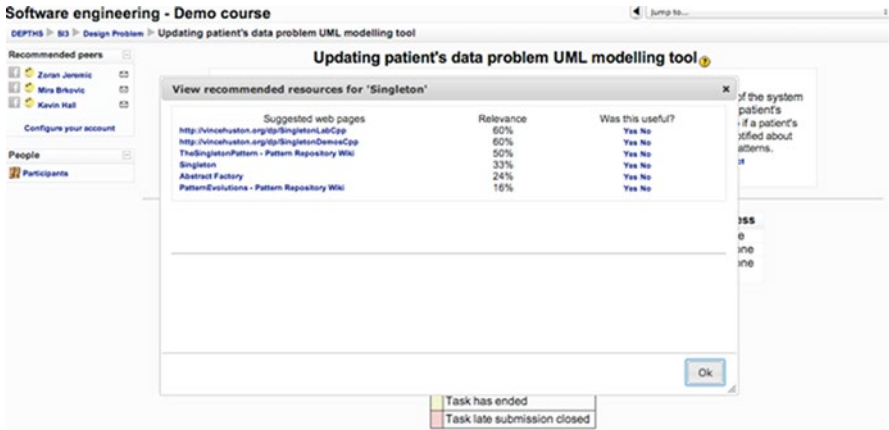 Software engineering - Demo course
Jump to...
DEPTHS SI3 Design Problem Updating patient's data problem UML modelling tool
Recommended peers
Zoran Jeremic
Mira Brkovic
Kevin Hall
Configure your account
People
Participants
Updating patient's data problem UML modelling tool
of the system
patient's
if a patient's
otified about
atterns.
View recommended resources for 'Singleton'
Suggested web pages Relevance Was this useful?
http://vincehuston.org/dp/SingletonLabCpp 60% Yes No
http://vincehuston.org/dp/SingletonDemosCpp 60% Yes No
TheSingletonPattern - Pattern Repository Wiki 50% Yes No
Singleton 33% Yes No
Abstract Factory 24% Yes No
PatternEvolutions - Pattern Repository Wiki 16% Yes No
ess
e
one
one
Ok
Task has ended
Task late submission closed